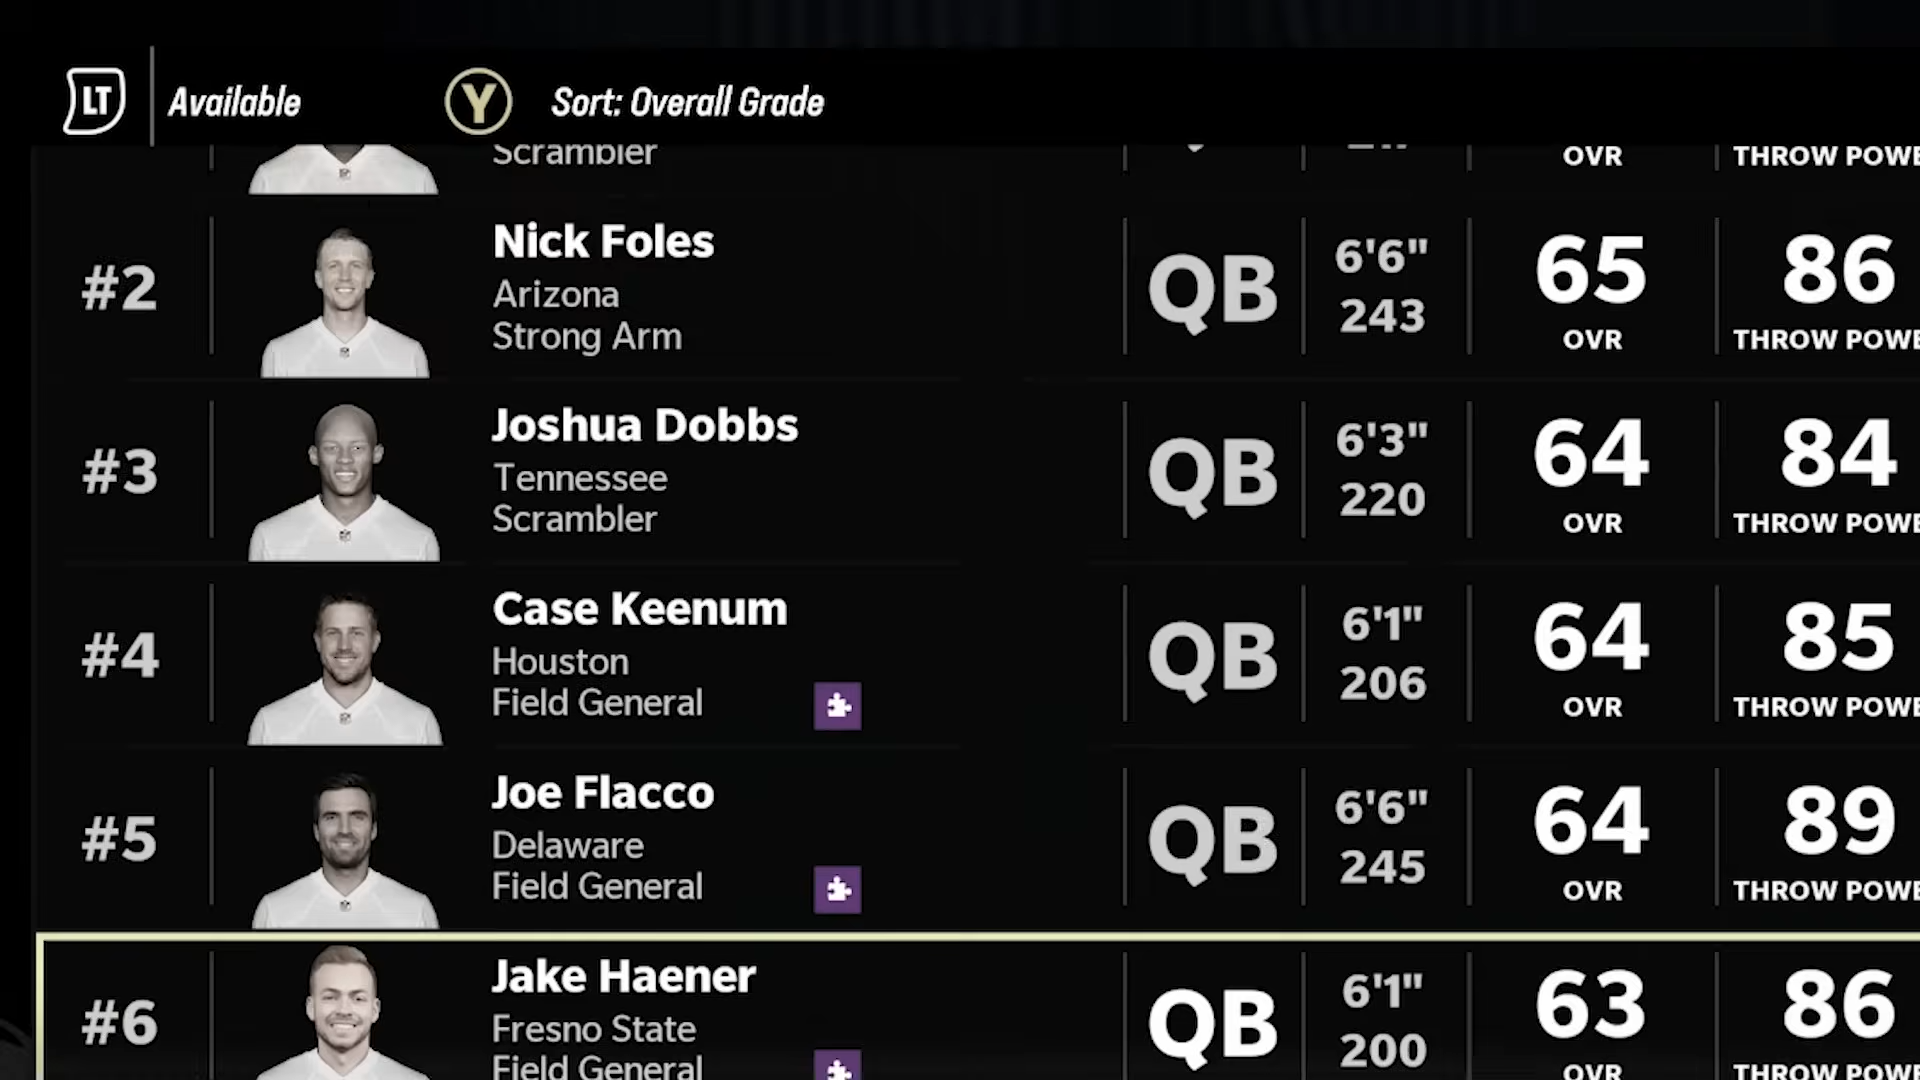 LT Available Y Sort: Overall Grade
Scrambler OVR THROW POWE
#2 Nick Foles Arizona Strong Arm QB 6'6" 243 65 OVR 86 THROW POWE
#3 Joshua Dobbs Tennessee Scrambler QB 6'3" 220 64 OVR 84 THROW POWE
#4 Case Keenum Houston Field General QB 6'1" 206 64 OVR 85 THROW POWE
#5 Joe Flacco Delaware Field General QB 6'6" 245 64 OVR 89 THROW POWE
#6 Jake Haener Fresno State Field General QB 6'1" 200 63 OVR 86 THROW POWE